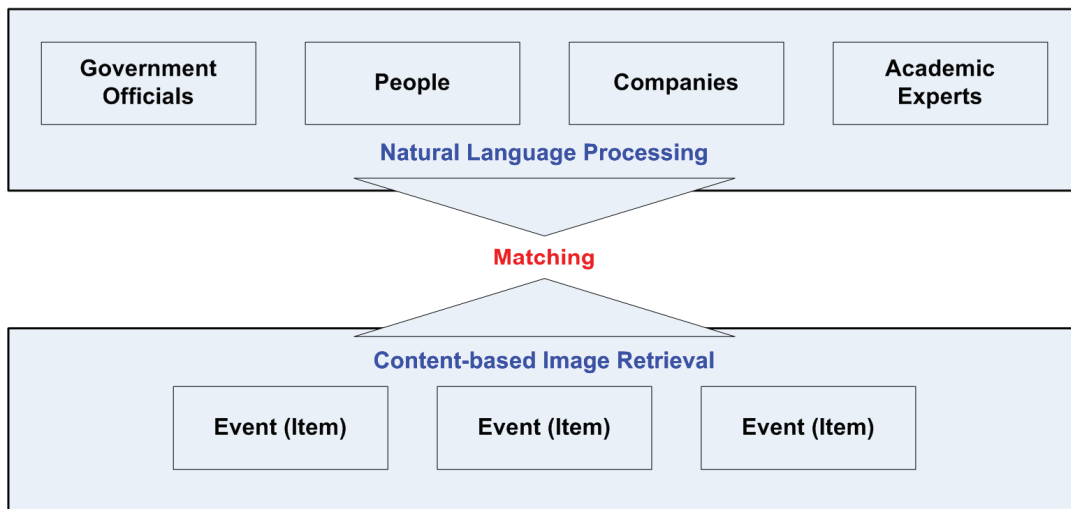 Government
Officials
People
Companies
Academic
Experts
Natural Language Processing
Matching
Content-based Image Retrieval
Event (Item)
Event (Item)
Event (Item)